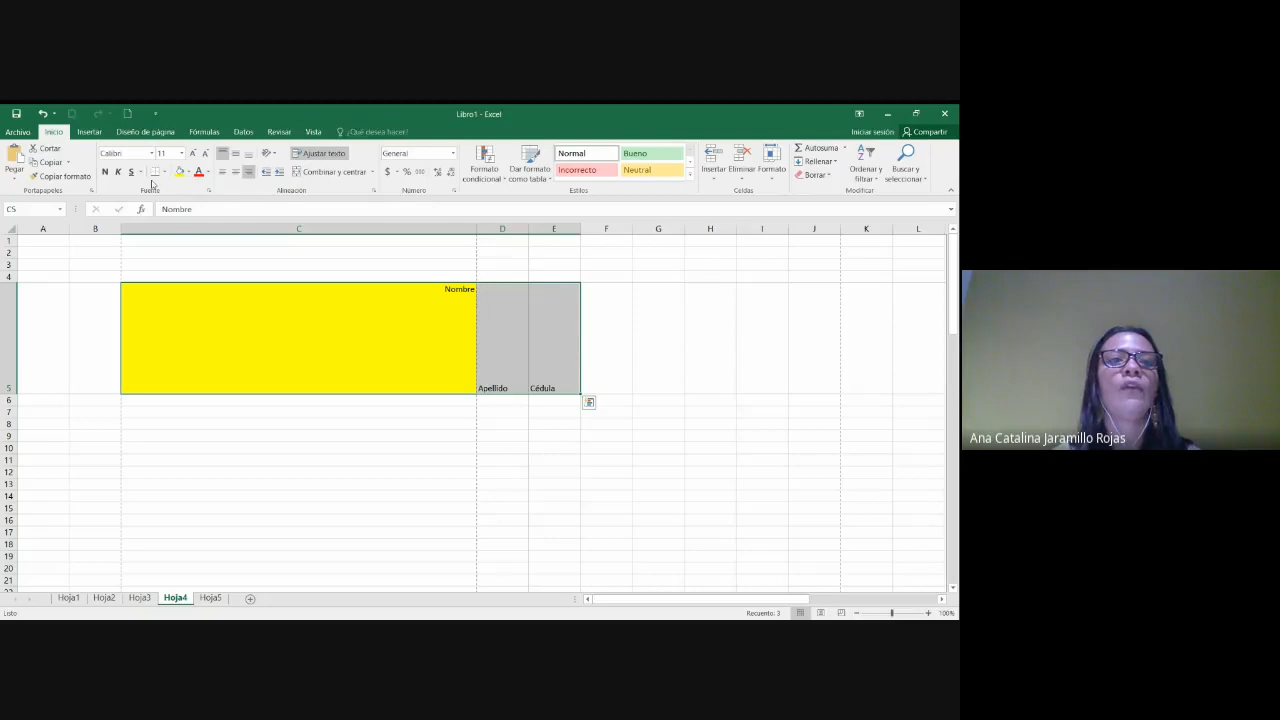 Libro1 - Excel
Archivo Inicio Insertar Diseño de página Fórmulas Datos Revisar Vista ¿Qué desea hacer? Iniciar sesión Compartir
Pegar Cortar
Copiar
Copiar formato
Portapapeles
Calibri 11
N K S
Fuente
Ajustar texto
Combinar y centrar
Alineación
General
$ % 000
Número
Formato condicional
Dar formato como tabla
Normal Bueno
Incorrecto Neutral
Estilos
Insertar Eliminar Formato
Celdas
Autosuma
Rellenar
Borrar
Ordenar y filtrar
Buscar y seleccionar
Modificar
C5 fx Nombre
A B C D E F G H I J K L
1
2
3
4
Nombre
5 Apellido Cédula
6
7
8
9
10
11
12
13
14
15
16
17
18
19
20
21
Hoja1 Hoja2 Hoja3 Hoja4 Hoja5
Listo Recuento: 3 100%
Ana Catalina Jaramillo Rojas